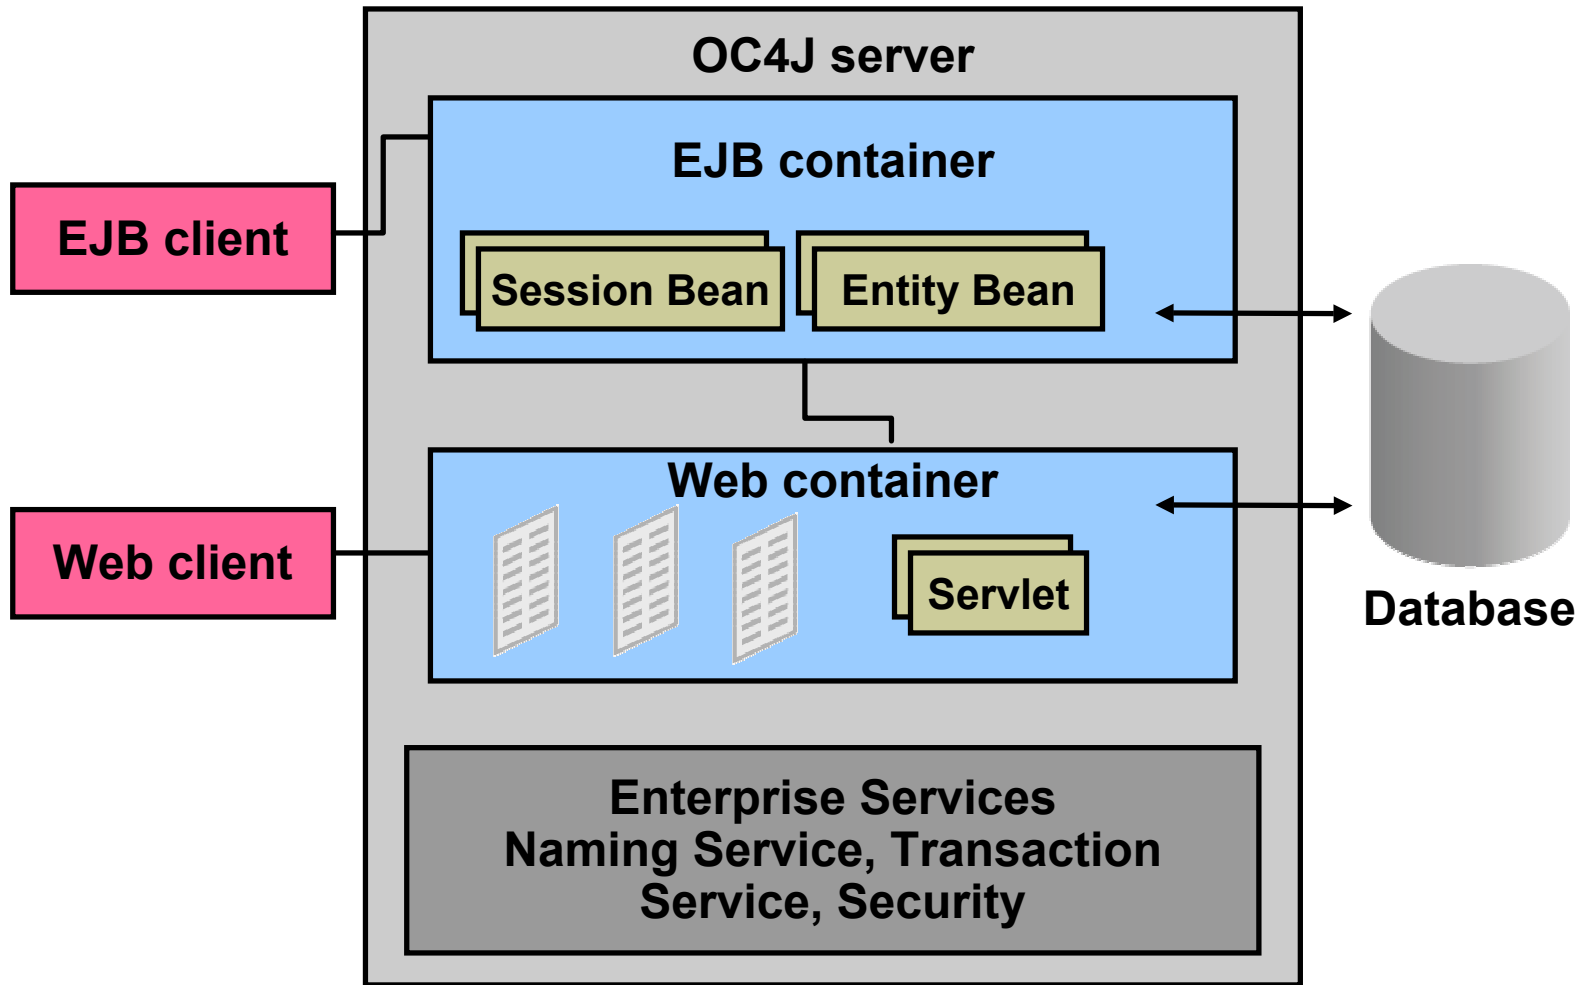 OC4J server
EJB container
EJB client
Session Bean
Entity Bean
Web container
Web client
Servlet
Database
Enterprise Services
Naming Service, Transaction
Service, Security